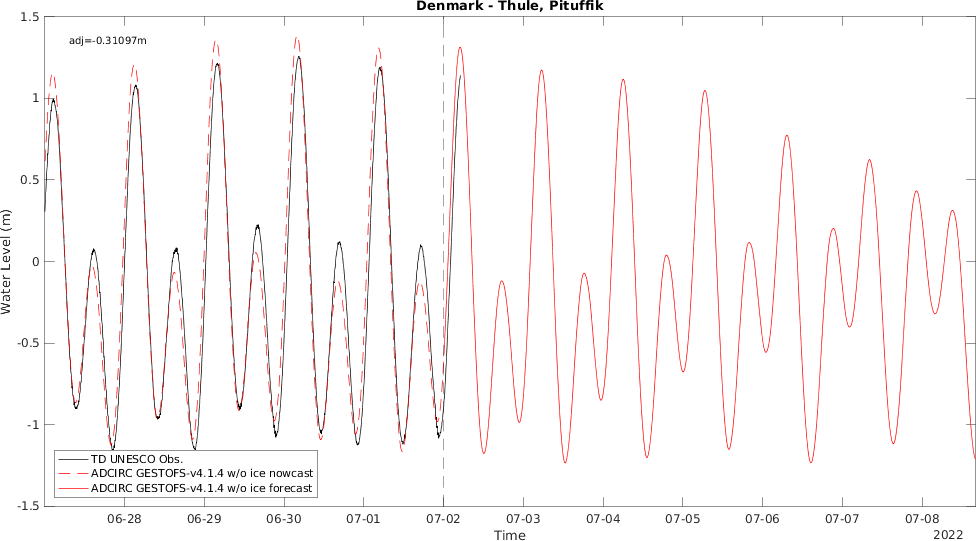 Denmark - Thule, Pituffik
adj=-0.31097m
1.5
1
0.5
0
-0.5
-1
-1.5
Water Level (m)
TD UNESCO Obs.
ADCIRC GESTOFS-v4.1.4 w/o ice nowcast
ADCIRC GESTOFS-v4.1.4 w/o ice forecast
06-28 06-29 06-30 07-01 07-02 07-03 07-04 07-05 07-06 07-07 07-08
Time
2022